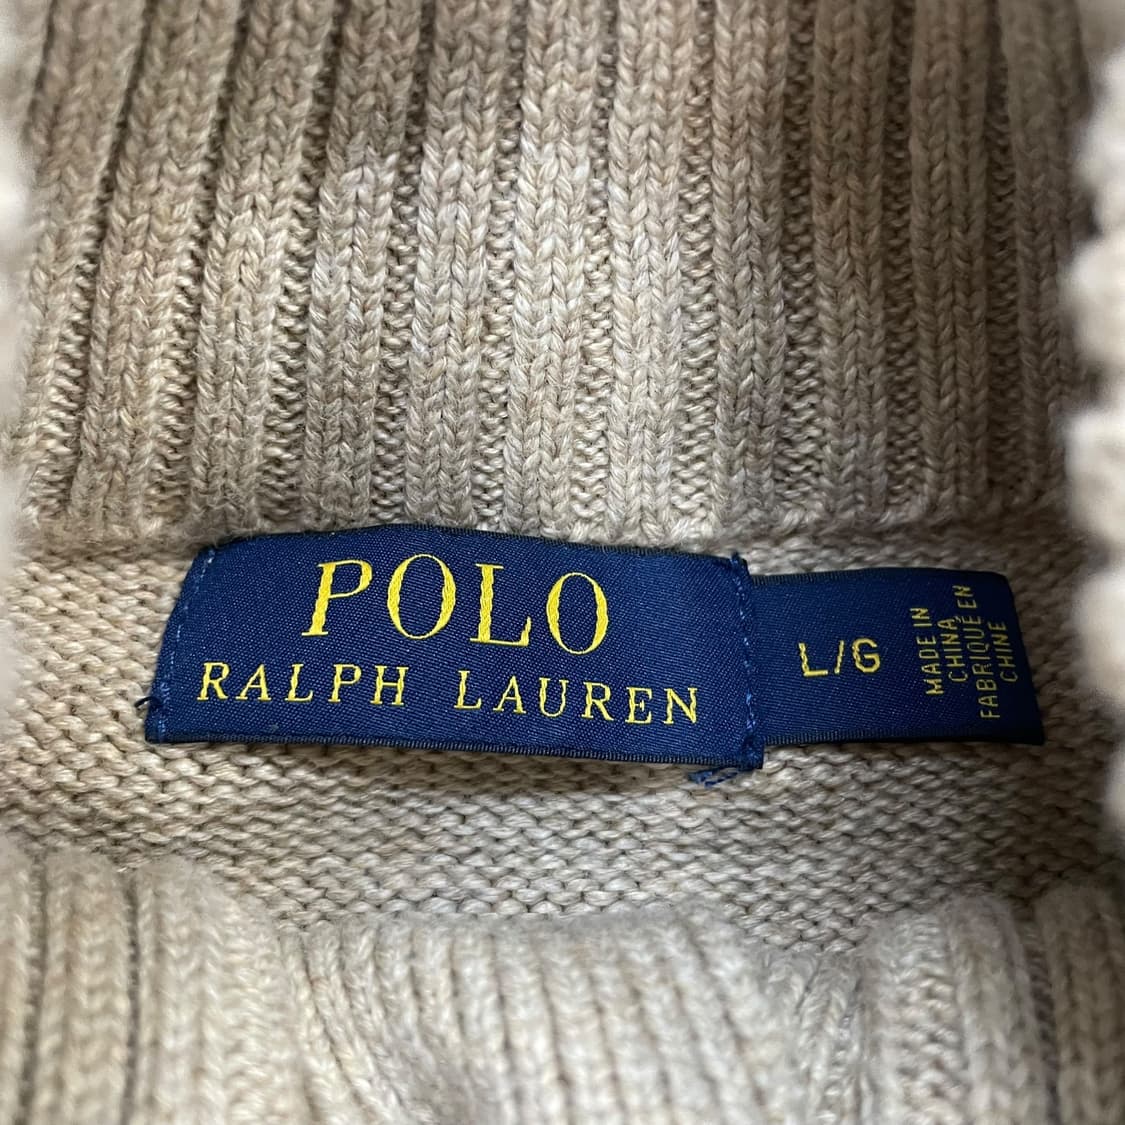 POLO
RALPH LAUREN
L/G
MADE IN
CHINA
FABRIQUÉ EN
CHINE